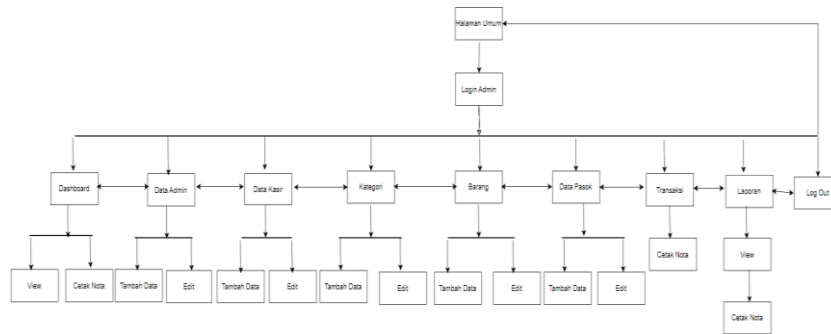 Halaman Umum
Login Admin
Dashboard
Data Admin
Data Kasir
Kategori
Barang
Data Pasok
Transaksi
Laporan
Log Out
View
Cetak Nota
Tambah Data
Edit
Tambah Data
Edit
Tambah Data
Edit
Tambah Data
Edit
Tambah Data
Edit
Cetak Nota
View
Cetak Nota